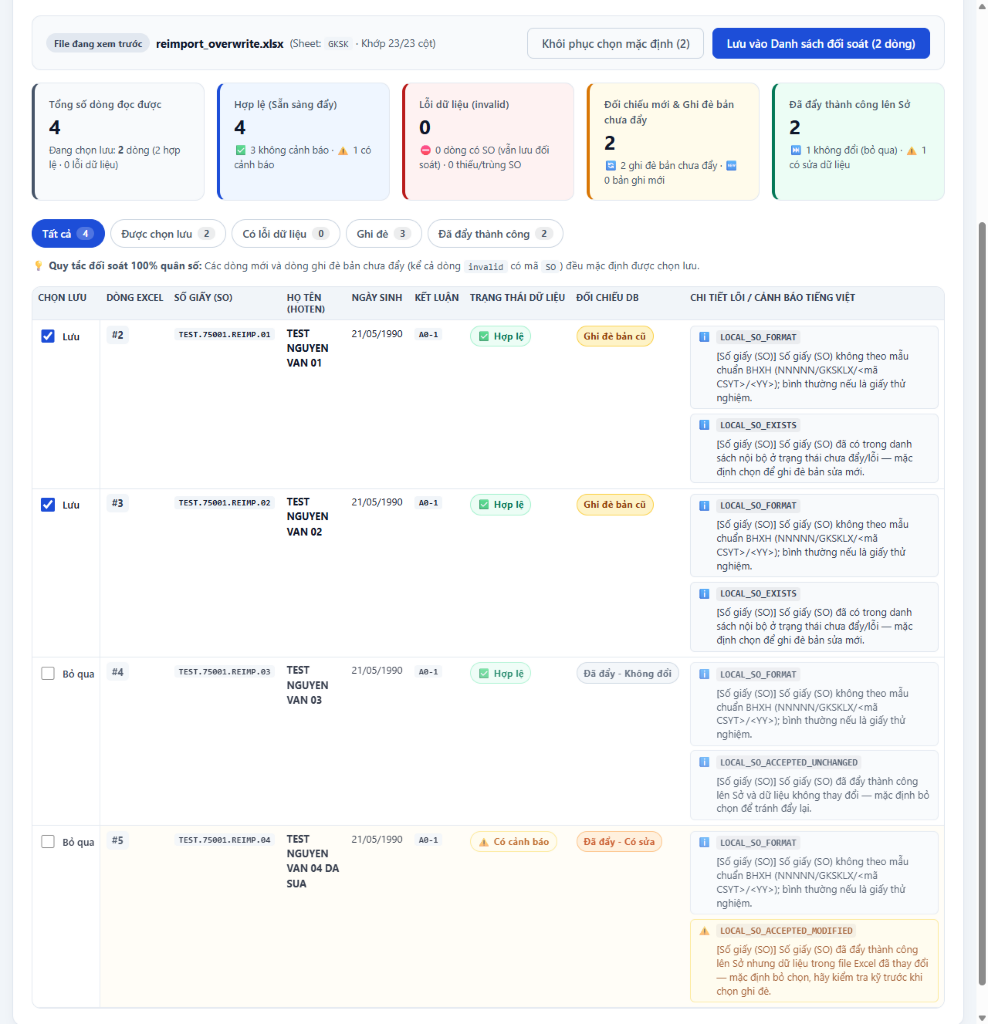 File đang xem trước reimport_overwrite.xlsx (Sheet: GKSK · Khớp 23/23 cột) Khôi phục chọn mặc định (2) Lưu vào Danh sách đối soát (2 dòng)
Tổng số dòng đọc được
4
Đang chọn lưu: 2 dòng (2 hợp
lệ · 0 lỗi dữ liệu)
Hợp lệ (Sẵn sàng đẩy)
4
✅ 3 không cảnh báo · ⚠️ 1 có
cảnh báo
Lỗi dữ liệu (invalid)
0
⛔ 0 dòng có SO (vẫn lưu đối
soát) · 0 thiếu/trùng SO
Đối chiếu mới & Ghi đè bản
chưa đẩy
2
🔄 2 ghi đè bản chưa đẩy · 🆕
0 bản ghi mới
Đã đẩy thành công lên Sở
2
⏭️ 1 không đổi (bỏ qua) · ⚠️ 1
có sửa dữ liệu
Tất cả 4 Được chọn lưu 2 Có lỗi dữ liệu 0 Ghi đè 3 Đã đẩy thành công 2
💡 Quy tắc đối soát 100% quân số: Các dòng mới và dòng ghi đè bản chưa đẩy (kể cả dòng invalid có mã SO ) đều mặc định được chọn lưu.
CHỌN LƯU DÒNG EXCEL SỐ GIẤY (SO) HỌ TÊN (HOTEN) NGÀY SINH KẾT LUẬN TRẠNG THÁI DỮ LIỆU ĐỐI CHIẾU DB CHI TIẾT LỖI / CẢNH BÁO TIẾNG VIỆT
Lưu #2 TEST.75001.REIMP.01 TEST 21/05/1990 A0-1 ✅ Hợp lệ Ghi đè bản cũ
NGUYEN
VAN 01
ℹ️ LOCAL_SO_FORMAT
[Số giấy (SO)] Số giấy (SO) không theo mẫu
chuẩn BHXH (NNNNN/GKSKLX/<mã
CSYT>/<YY>); bình thường nếu là giấy thử
nghiệm.
ℹ️ LOCAL_SO_EXISTS
[Số giấy (SO)] Số giấy (SO) đã có trong danh
sách nội bộ ở trạng thái chưa đẩy/lỗi — mặc
định chọn để ghi đè bản sửa mới.
Lưu #3 TEST.75001.REIMP.02 TEST 21/05/1990 A0-1 ✅ Hợp lệ Ghi đè bản cũ
NGUYEN
VAN 02
ℹ️ LOCAL_SO_FORMAT
[Số giấy (SO)] Số giấy (SO) không theo mẫu
chuẩn BHXH (NNNNN/GKSKLX/<mã
CSYT>/<YY>); bình thường nếu là giấy thử
nghiệm.
ℹ️ LOCAL_SO_EXISTS
[Số giấy (SO)] Số giấy (SO) đã có trong danh
sách nội bộ ở trạng thái chưa đẩy/lỗi — mặc
định chọn để ghi đè bản sửa mới.
Bỏ qua #4 TEST.75001.REIMP.03 TEST 21/05/1990 A0-1 ✅ Hợp lệ Đã đẩy - Không đổi
NGUYEN
VAN 03
ℹ️ LOCAL_SO_FORMAT
[Số giấy (SO)] Số giấy (SO) không theo mẫu
chuẩn BHXH (NNNNN/GKSKLX/<mã
CSYT>/<YY>); bình thường nếu là giấy thử
nghiệm.
ℹ️ LOCAL_SO_ACCEPTED_UNCHANGED
[Số giấy (SO)] Số giấy (SO) đã đẩy thành công
lên Sở và dữ liệu không thay đổi — mặc định bỏ
chọn để tránh đẩy lại.
Bỏ qua #5 TEST.75001.REIMP.04 TEST 21/05/1990 A0-1 ⚠️ Có cảnh báo Đã đẩy - Có sửa
NGUYEN
VAN 04 DA
SUA
ℹ️ LOCAL_SO_FORMAT
[Số giấy (SO)] Số giấy (SO) không theo mẫu
chuẩn BHXH (NNNNN/GKSKLX/<mã
CSYT>/<YY>); bình thường nếu là giấy thử
nghiệm.
⚠️ LOCAL_SO_ACCEPTED_MODIFIED
[Số giấy (SO)] Số giấy (SO) đã đẩy thành công
lên Sở nhưng dữ liệu trong file Excel đã thay đổi
— mặc định bỏ chọn, hãy kiểm tra kỹ trước khi
chọn ghi đè.